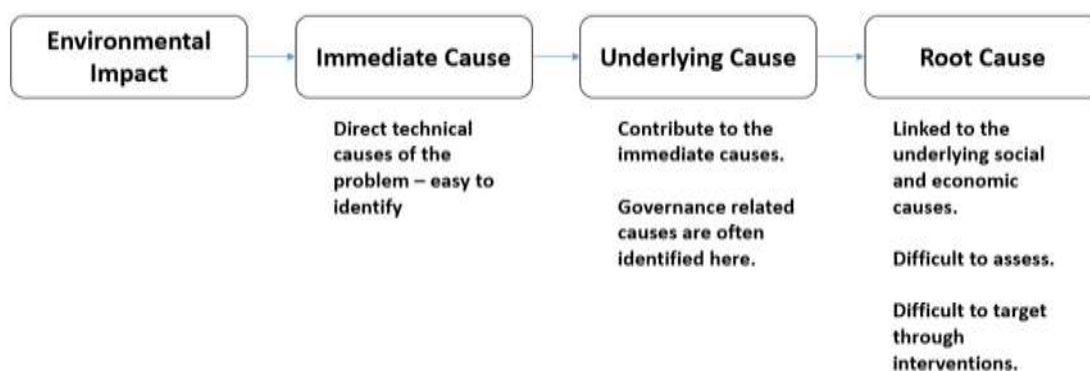 Environmental
Impact
Immediate Cause
Underlying Cause
Root Cause
Direct technical
causes of the
problem – easy to
identify
Contribute to the
immediate causes.
Governance related
causes are often
identified here.
Linked to the
underlying social
and economic
causes.
Difficult to assess.
Difficult to target
through
interventions.